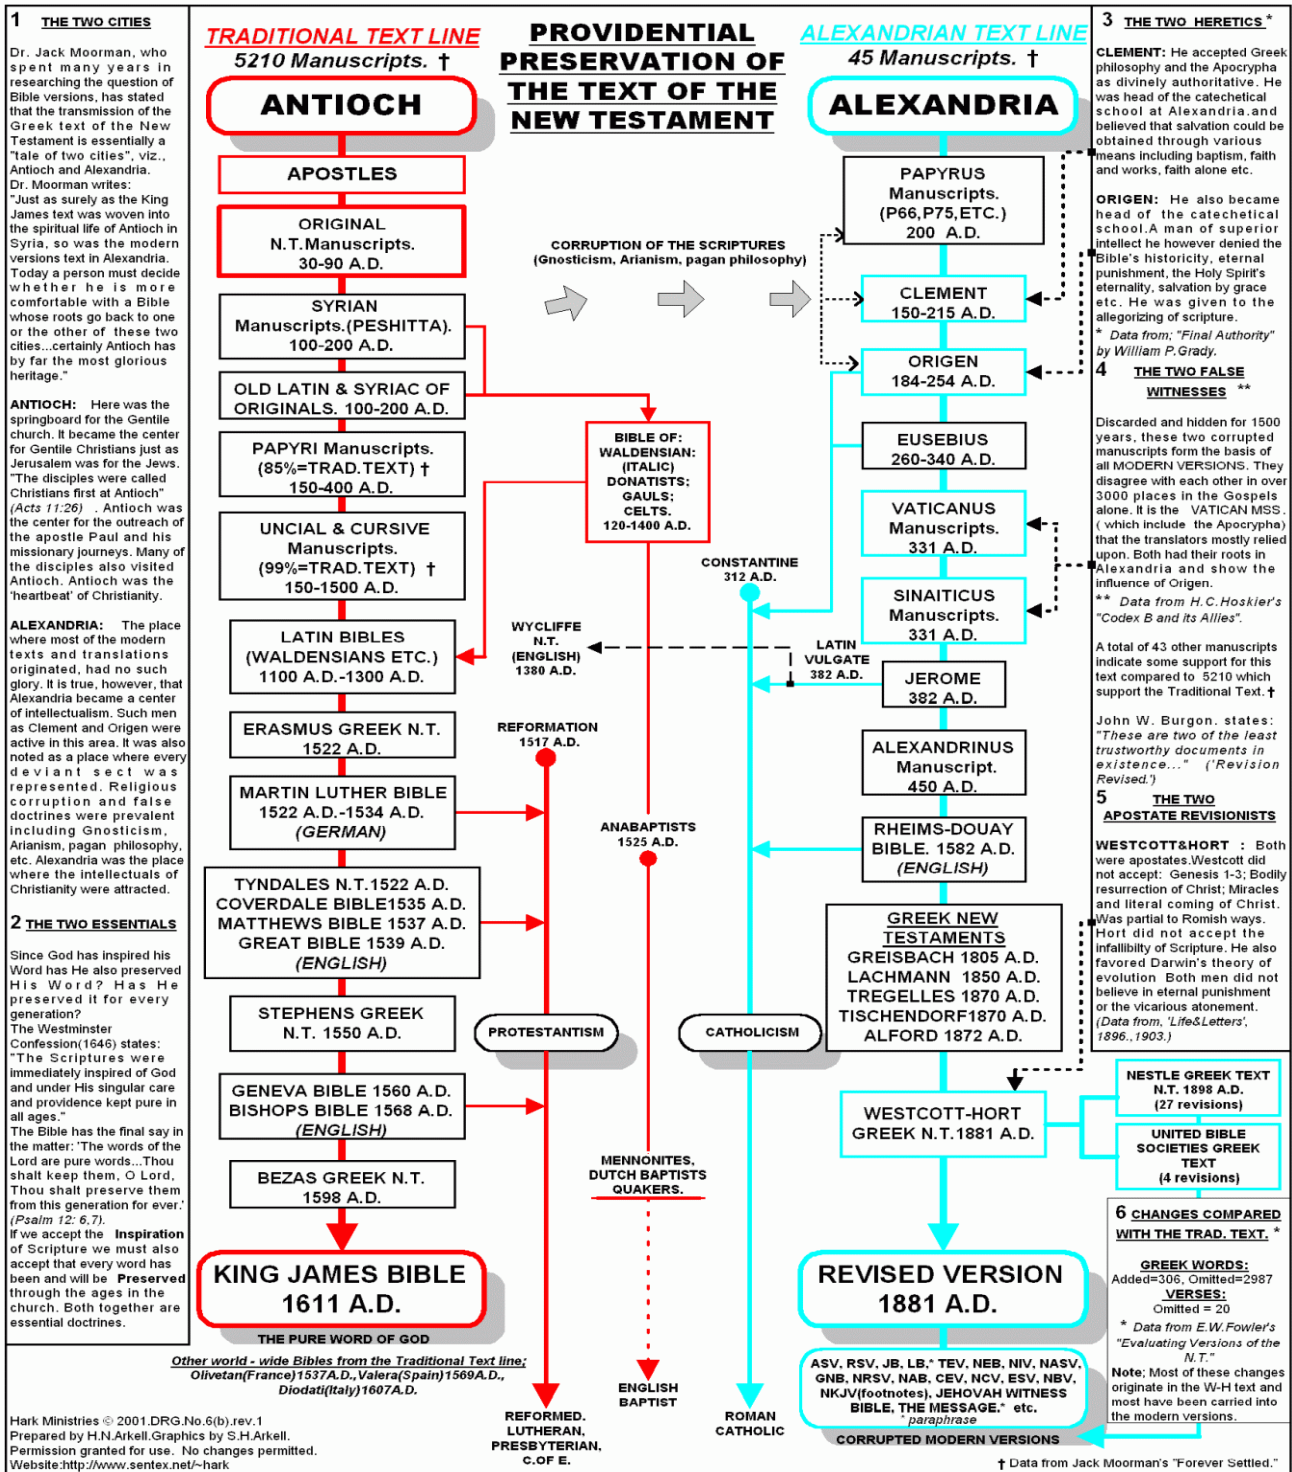 1 THE TWO CITIES
Dr. Jack Moorman, who
spent many years in
researching the question of
Bible versions, has stated
that the transmission of the
Greek text of the New
Testament is essentially a
"tale of two cities", viz.,
Antioch and Alexandria.
Dr. Moorman writes:
"Just as surely as the King
James text was woven into
the spiritual life of Antioch in
Syria, so was the modern
versions text in Alexandria.
Today a person must decide
whether he is more
comfortable with a Bible
whose roots go back to one
or the other of these two
cities...certainly Antioch has
by far the most glorious
heritage."
ANTIOCH: Here was the
springboard for the Gentile
church. It became the center
for Gentile Christians just as
Jerusalem was for the Jews.
"The disciples were called
Christians first at Antioch"
(Acts 11:26) . Antioch was
the center for the outreach of
the apostle Paul and his
missionary journeys. Many of
the disciples also visited
Antioch. Antioch was the
'heartbeat' of Christianity.
ALEXANDRIA: The place
where most of the modern
texts and translations
originated, had no such
glory. It is true, however, that
Alexandria became a center
of intellectualism. Such men
as Clement and Origen were
active in this area. It was also
noted as a place where every
deviant sect was
represented. Religious
corruption and false
doctrines were prevalent
including Gnosticism,
Arianism, pagan philosophy,
etc. Alexandria was the place
where the intellectuals of
Christianity were attracted.
2 THE TWO ESSENTIALS
Since God has inspired his
Word has He also preserved
His Word? Has He
preserved it for every
generation?
The Westminster
Confession(1646) states:
"The Scriptures were
immediately inspired of God
and under His singular care
and providence kept pure in
all ages."
The Bible has the final say in
the matter: 'The words of the
Lord are pure words...Thou
shalt keep them, O Lord,
Thou shalt preserve them
from this generation for ever.'
(Psalm 12: 6,7).
If we accept the Inspiration
of Scripture we must also
accept that every word has
been and will be Preserved
through the ages in the
church. Both together are
essential doctrines.
TRADITIONAL TEXT LINE
5210 Manuscripts. †
ANTIOCH
APOSTLES
ORIGINAL
N.T.Manuscripts.
30-90 A.D.
SYRIAN
Manuscripts.(PESHITTA).
100-200 A.D.
OLD LATIN & SYRIAC OF
ORIGINALS. 100-200 A.D.
PAPYRI Manuscripts.
(85%=TRAD.TEXT) †
150-400 A.D.
UNCIAL & CURSIVE
Manuscripts.
(99%=TRAD.TEXT) †
150-1500 A.D.
LATIN BIBLES
(WALDENSIANS ETC.)
1100 A.D.-1300 A.D.
ERASMUS GREEK N.T.
1522 A.D.
MARTIN LUTHER BIBLE
1522 A.D.-1534 A.D.
(GERMAN)
TYNDALES N.T.1522 A.D.
COVERDALE BIBLE1535 A.D.
MATTHEWS BIBLE 1537 A.D.
GREAT BIBLE 1539 A.D.
(ENGLISH)
STEPHENS GREEK
N.T. 1550 A.D.
GENEVA BIBLE 1560 A.D.
BISHOPS BIBLE 1568 A.D.
(ENGLISH)
BEZAS GREEK N.T.
1598 A.D.
KING JAMES BIBLE
1611 A.D.
THE PURE WORD OF GOD
Other world - wide Bibles from the Traditional Text line;
Olivetan(France)1537A.D.,Valera(Spain)1569A.D.,
Diodati(Italy)1607A.D.
PROVIDENTIAL
PRESERVATION OF
THE TEXT OF THE
NEW TESTAMENT
CORRUPTION OF THE SCRIPTURES
(Gnosticism, Arianism, pagan philosophy)
BIBLE OF:
WALDENSIAN:
(ITALIC)
DONATISTS;
GAULS;
CELTS.
120-1400 A.D.
CONSTANTINE
312 A.D.
WYCLIFFE
N.T.
(ENGLISH)
1380 A.D.
LATIN
VULGATE
382 A.D.
REFORMATION
1517 A.D.
ANABAPTISTS
1525 A.D.
PROTESTANTISM
CATHOLICISM
MENNONITES,
DUTCH BAPTISTS
QUAKERS.
REFORMED.
LUTHERAN,
PRESBYTERIAN,
C.OF E.
ENGLISH
BAPTIST
ROMAN
CATHOLIC
ALEXANDRIAN TEXT LINE
45 Manuscripts. †
ALEXANDRIA
PAPYRUS
Manuscripts.
(P66,P75,ETC.)
200 A.D.
CLEMENT
150-215 A.D.
ORIGEN
184-254 A.D.
EUSEBIUS
260-340 A.D.
VATICANUS
Manuscripts.
331 A.D.
SINAITICUS
Manuscripts.
331 A.D.
JEROME
382 A.D.
ALEXANDRINUS
Manuscript.
450 A.D.
RHEIMS-DOUAY
BIBLE. 1582 A.D.
(ENGLISH)
GREEK NEW
TESTAMENTS
GREISBACH 1805 A.D.
LACHMANN 1850 A.D.
TREGELLES 1870 A.D.
TISCHENDORF1870 A.D.
ALFORD 1872 A.D.
WESTCOTT-HORT
GREEK N.T.1881 A.D.
REVISED VERSION
1881 A.D.
ASV, RSV, JB, LB,* TEV, NEB, NIV, NASV,
GNB, NRSV, NAB, CEV, NCV, ESV, NBV,
NKJV(footnotes), JEHOVAH WITNESS
BIBLE, THE MESSAGE.* etc.
* paraphrase
CORRUPTED MODERN VERSIONS
3 THE TWO HERETICS *
CLEMENT: He accepted Greek
philosophy and the Apocrypha
as divinely authoritative. He
was head of the catechetical
school at Alexandria.and
believed that salvation could be
obtained through various
means including baptism, faith
and works, faith alone etc.
ORIGEN: He also became
head of the catechetical
school.A man of superior
intellect he however denied the
Bible's historicity, eternal
punishment, the Holy Spirit's
eternality, salvation by grace
etc. He was given to the
allegorizing of scripture.
* Data from; "Final Authority"
by William P.Grady.
4 THE TWO FALSE
WITNESSES **
Discarded and hidden for 1500
years, these two corrupted
manuscripts form the basis of
all MODERN VERSIONS. They
disagree with each other in over
3000 places in the Gospels
alone. It is the VATICAN MSS.
( which include the Apocrypha)
that the translators mostly relied
upon. Both had their roots in
Alexandria and show the
influence of Origen.
** Data from H.C.Hoskier's
"Codex B and its Allies".
A total of 43 other manuscripts
indicate some support for this
text compared to 5210 which
support the Traditional Text. †
John W. Burgon. states:
"These are two of the least
trustworthy documents in
existence..." ('Revision
Revised.')
5 THE TWO
APOSTATE REVISIONISTS
WESTCOTT&HORT : Both
were apostates.Westcott did
not accept: Genesis 1-3; Bodily
resurrection of Christ; Miracles
and literal coming of Christ.
Was partial to Romish ways.
Hort did not accept the
infallibilty of Scripture. He also
favored Darwin's theory of
evolution Both men did not
believe in eternal punishment
or the vicarious atonement.
(Data from, 'Life&Letters',
1896.,1903.)
NESTLE GREEK TEXT
N.T. 1898 A.D.
(27 revisions)
UNITED BIBLE
SOCIETIES GREEK
TEXT
(4 revisions)
6 CHANGES COMPARED
WITH THE TRAD. TEXT. *
GREEK WORDS:
Added=306, Omitted=2987
VERSES:
Omitted = 20
* Data from E.W.Fowler's
"Evaluating Versions of the
N.T."
Note; Most of these changes
originate in the W-H text and
most have been carried into
the modern versions.
Hark Ministries © 2001.DRG.No.6(b).rev.1
Prepared by H.N.Arkell.Graphics by S.H.Arkell.
Permission granted for use. No changes permitted.
Website:http://www.sentex.net/~hark
† Data from Jack Moorman's "Forever Settled."